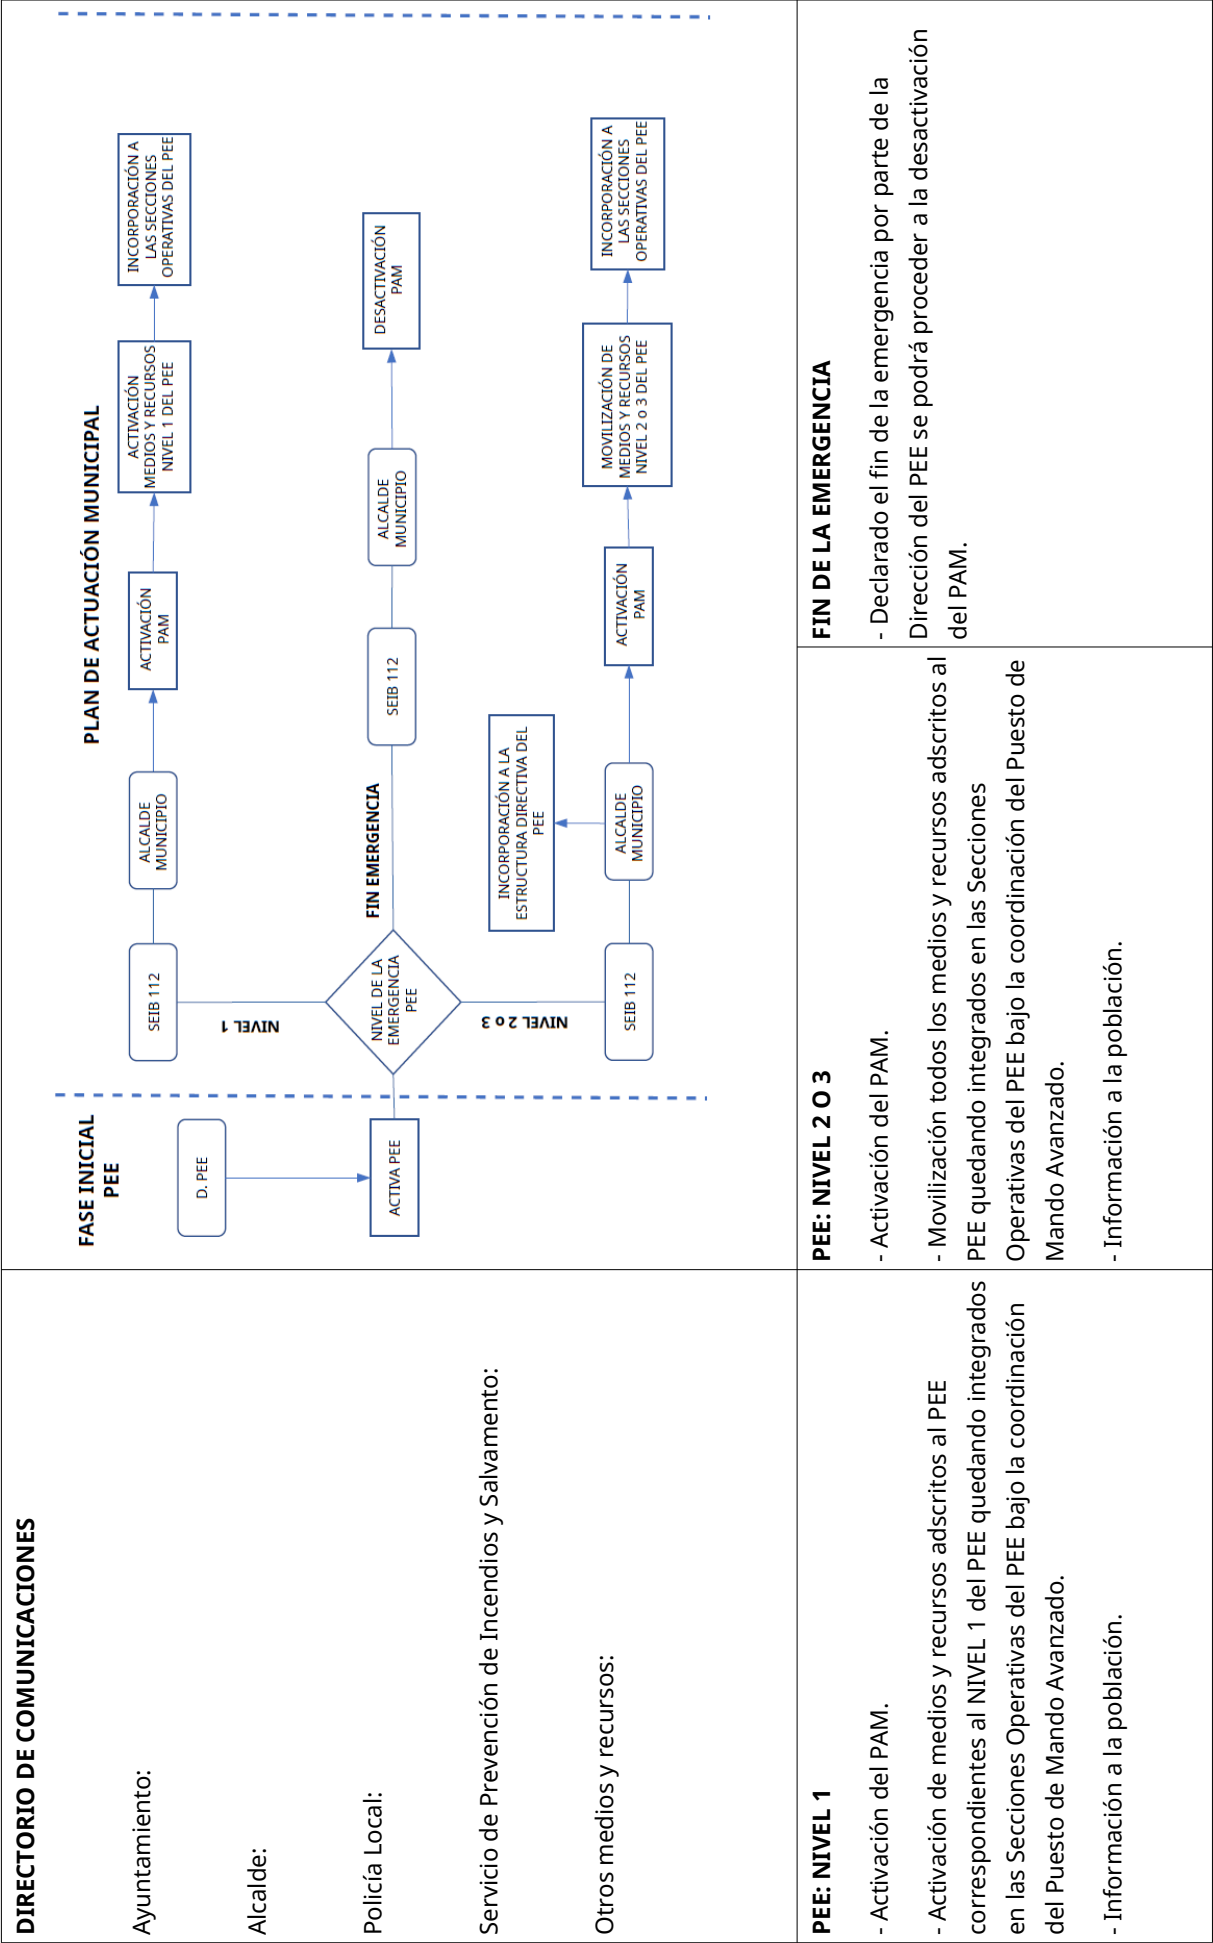 DIRECTORIO DE COMUNICACIONES
Ayuntamiento:
Alcalde:
Policía Local:
Servicio de Prevención de Incendios y Salvamento:
Otros medios y recursos:
FASE INICIAL
PEE
D. PEE
ACTIVA PEE
PLAN DE ACTUACIÓN MUNICIPAL
NIVEL DE LA
EMERGENCIA
PEE
NIVEL 1
SEIB 112
ALCALDE
MUNICIPIO
ACTIVACIÓN
PAM
ACTIVACIÓN
MEDIOS Y RECURSOS
NIVEL 1 DEL PEE
INCORPORACIÓN A
LAS SECCIONES
OPERATIVAS DEL PEE
FIN EMERGENCIA
SEIB 112
ALCALDE
MUNICIPIO
DESACTIVACIÓN
PAM
NIVEL 2 o 3
SEIB 112
ALCALDE
MUNICIPIO
INCORPORACIÓN A LA
ESTRUCTURA DIRECTIVA DEL
PEE
ACTIVACIÓN
PAM
MOVILIZACIÓN DE
MEDIOS Y RECURSOS
NIVEL 2 o 3 DEL PEE
INCORPORACIÓN A
LAS SECCIONES
OPERATIVAS DEL PEE
PEE: NIVEL 1
- Activación del PAM.
- Activación de medios y recursos adscritos al PEE
correspondientes al NIVEL 1 del PEE quedando integrados
en las Secciones Operativas del PEE bajo la coordinación
del Puesto de Mando Avanzado.
- Información a la población.
PEE: NIVEL 2 O 3
- Activación del PAM.
- Movilización todos los medios y recursos adscritos al
PEE quedando integrados en las Secciones
Operativas del PEE bajo la coordinación del Puesto de
Mando Avanzado.
- Información a la población.
FIN DE LA EMERGENCIA
- Declarado el fin de la emergencia por parte de la
Dirección del PEE se podrá proceder a la desactivación
del PAM.